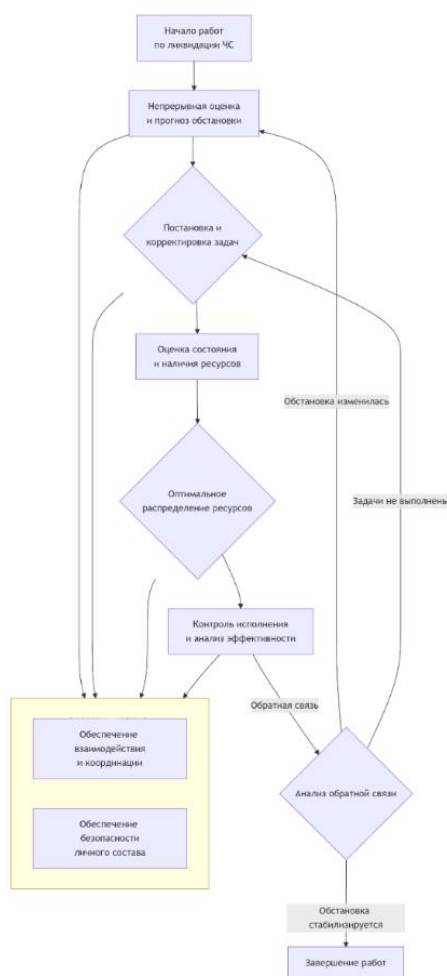 Начало работ
по ликвидации ЧС
Непрерывная оценка
и прогноз обстановки
Постановка и
корректировка задач
Оценка состояния
и наличия ресурсов
Обстановка изменилась
Задачи не выполнены
Оптимальное
распределение ресурсов
Контроль исполнения
и анализ эффективности
Обратная связь
Обеспечение
взаимодействия
и координации
Анализ обратной связи
Обеспечение
безопасности
личного состава
Обстановка
стабилизируется
Завершение работ